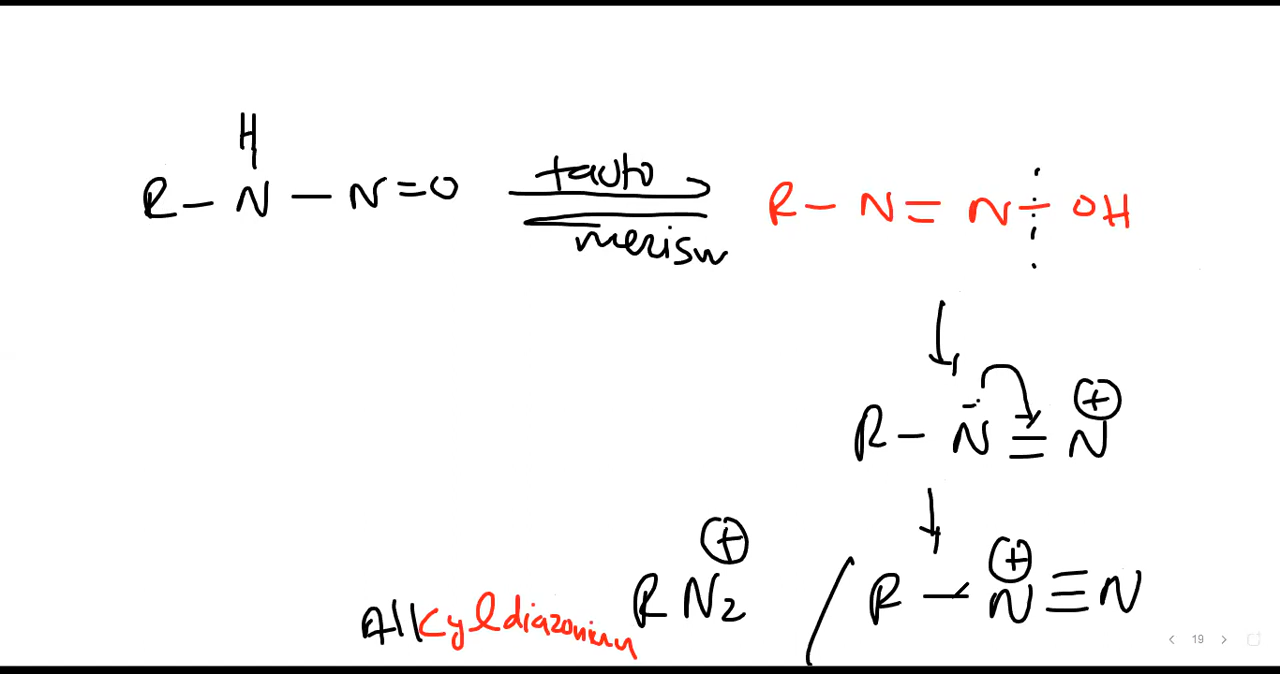 H
R - N - N = O tauto R - N = N - OH
merism
⊕
R - N̈ = N
⊕ ⊕
RN₂ / R - N ≡ N
Alkyldiazonium
19